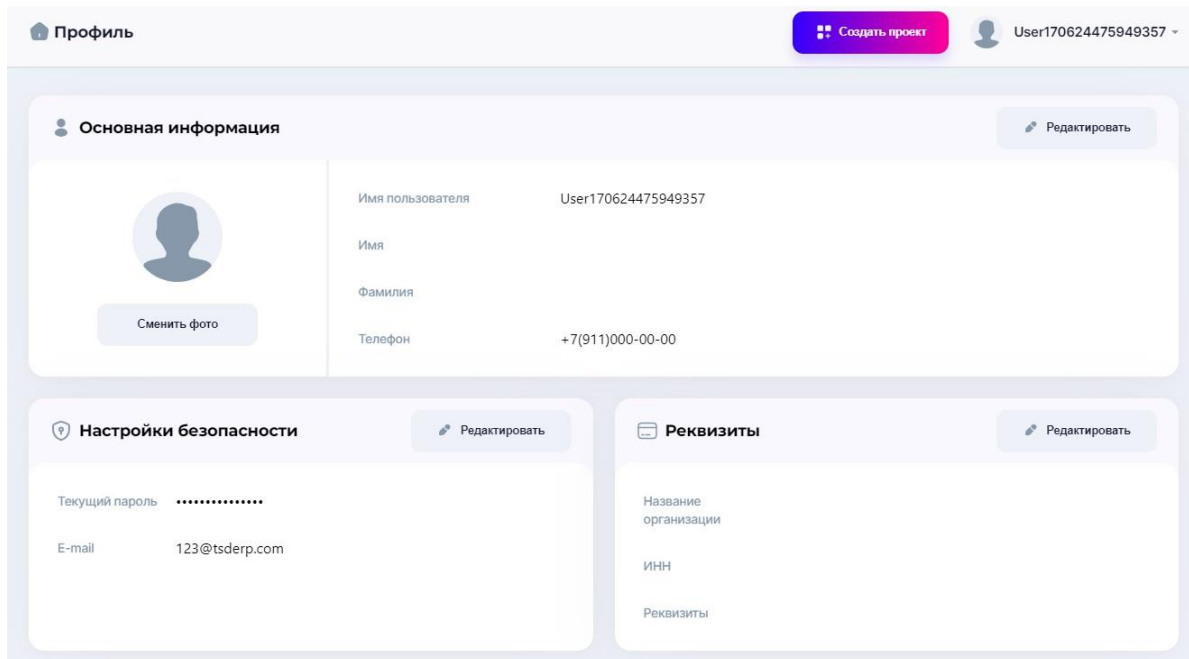 Профиль
Создать проект
User170624475949357
Основная информация
Редактировать
Сменить фото
Имя пользователя User170624475949357
Имя
Фамилия
Телефон +7(911)000-00-00
Настройки безопасности
Редактировать
Текущий пароль •••••••••••••••
E-mail 123@tsderp.com
Реквизиты
Редактировать
Название
организации
ИНН
Реквизиты